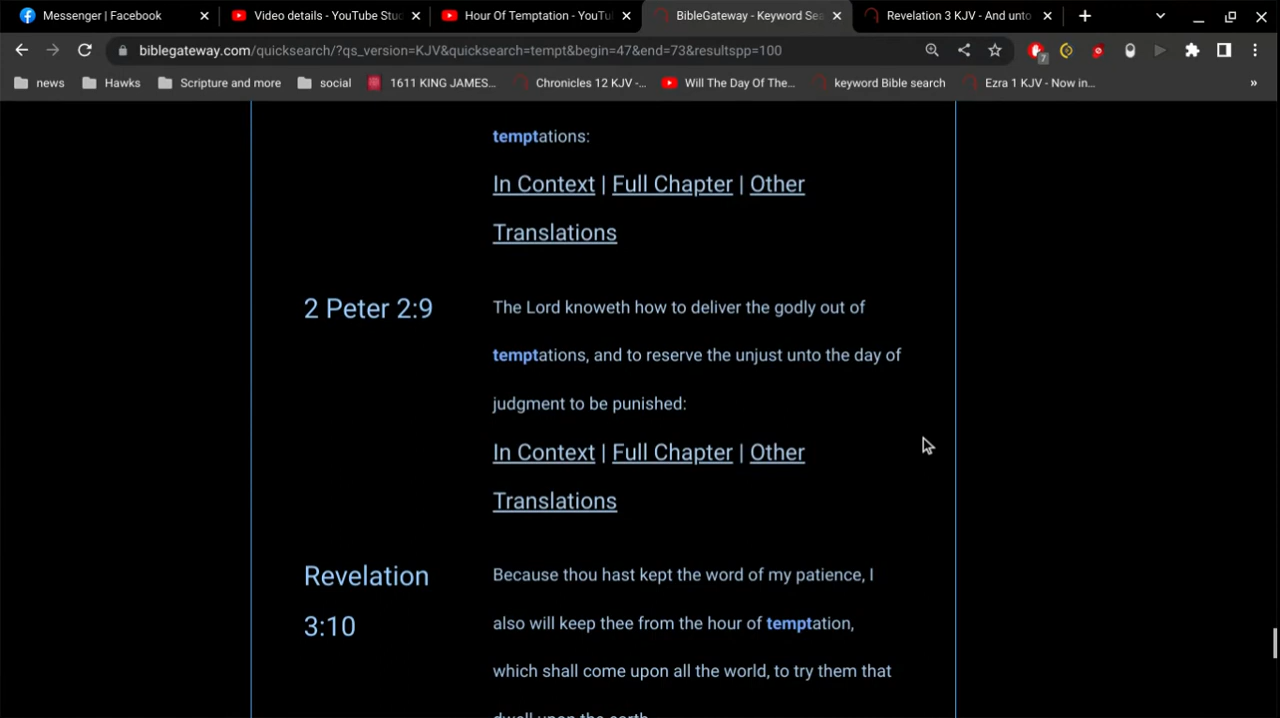 Messenger | Facebook
Video details - YouTube Stu
Hour Of Temptation - YouTu
BibleGateway - Keyword Sea
Revelation 3 KJV - And unto
biblegateway.com/quicksearch/?qs_version=KJV&quicksearch=tempt&begin=47&end=73&resultspp=100
7
news
Hawks
Scripture and more
social
1611 KING JAMES...
Chronicles 12 KJV -...
Will The Day Of The...
keyword Bible search
Ezra 1 KJV - Now in...
»
temptations:
In Context | Full Chapter | Other
Translations
2 Peter 2:9
The Lord knoweth how to deliver the godly out of
temptations, and to reserve the unjust unto the day of
judgment to be punished:
In Context | Full Chapter | Other
Translations
Revelation
3:10
Because thou hast kept the word of my patience, I
also will keep thee from the hour of temptation,
which shall come upon all the world, to try them that
dwell upon the earth.